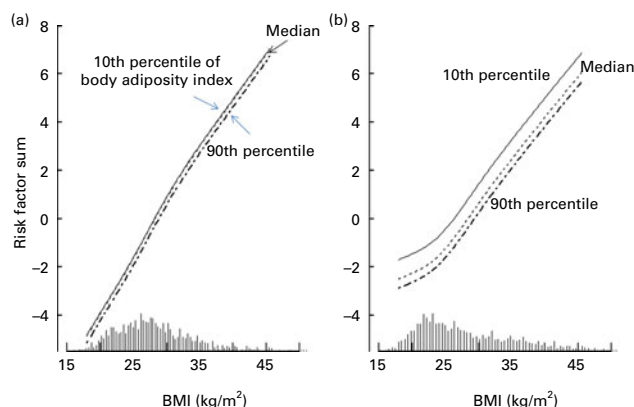 (a)
8
6
4
2
0
−2
−4
Risk factor sum
Median
10th percentile of
body adiposity index
90th percentile
15
25
35
45
BMI (kg/m²)
(b)
8
6
4
2
0
−2
−4
10th percentile
Median
90th percentile
15
25
35
45
BMI (kg/m²)